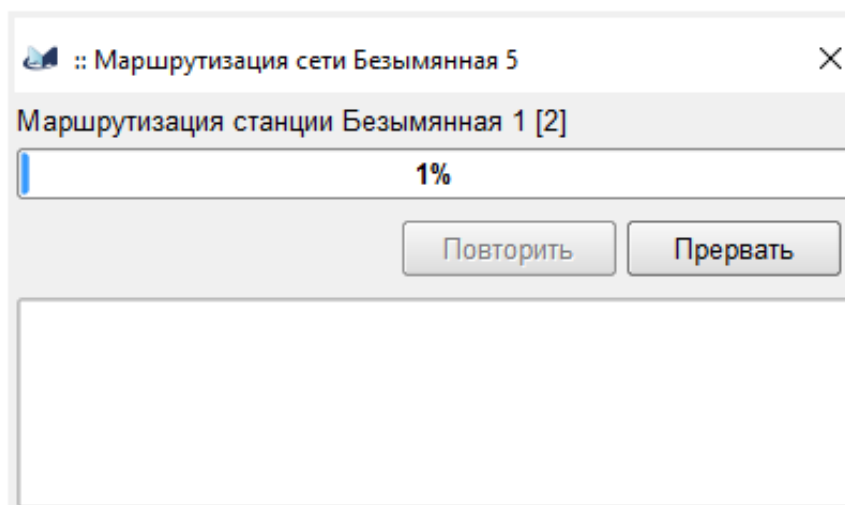 :: Маршрутизация сети Безымянная 5
Маршрутизация станции Безымянная 1 [2]
1%
Повторить Прервать